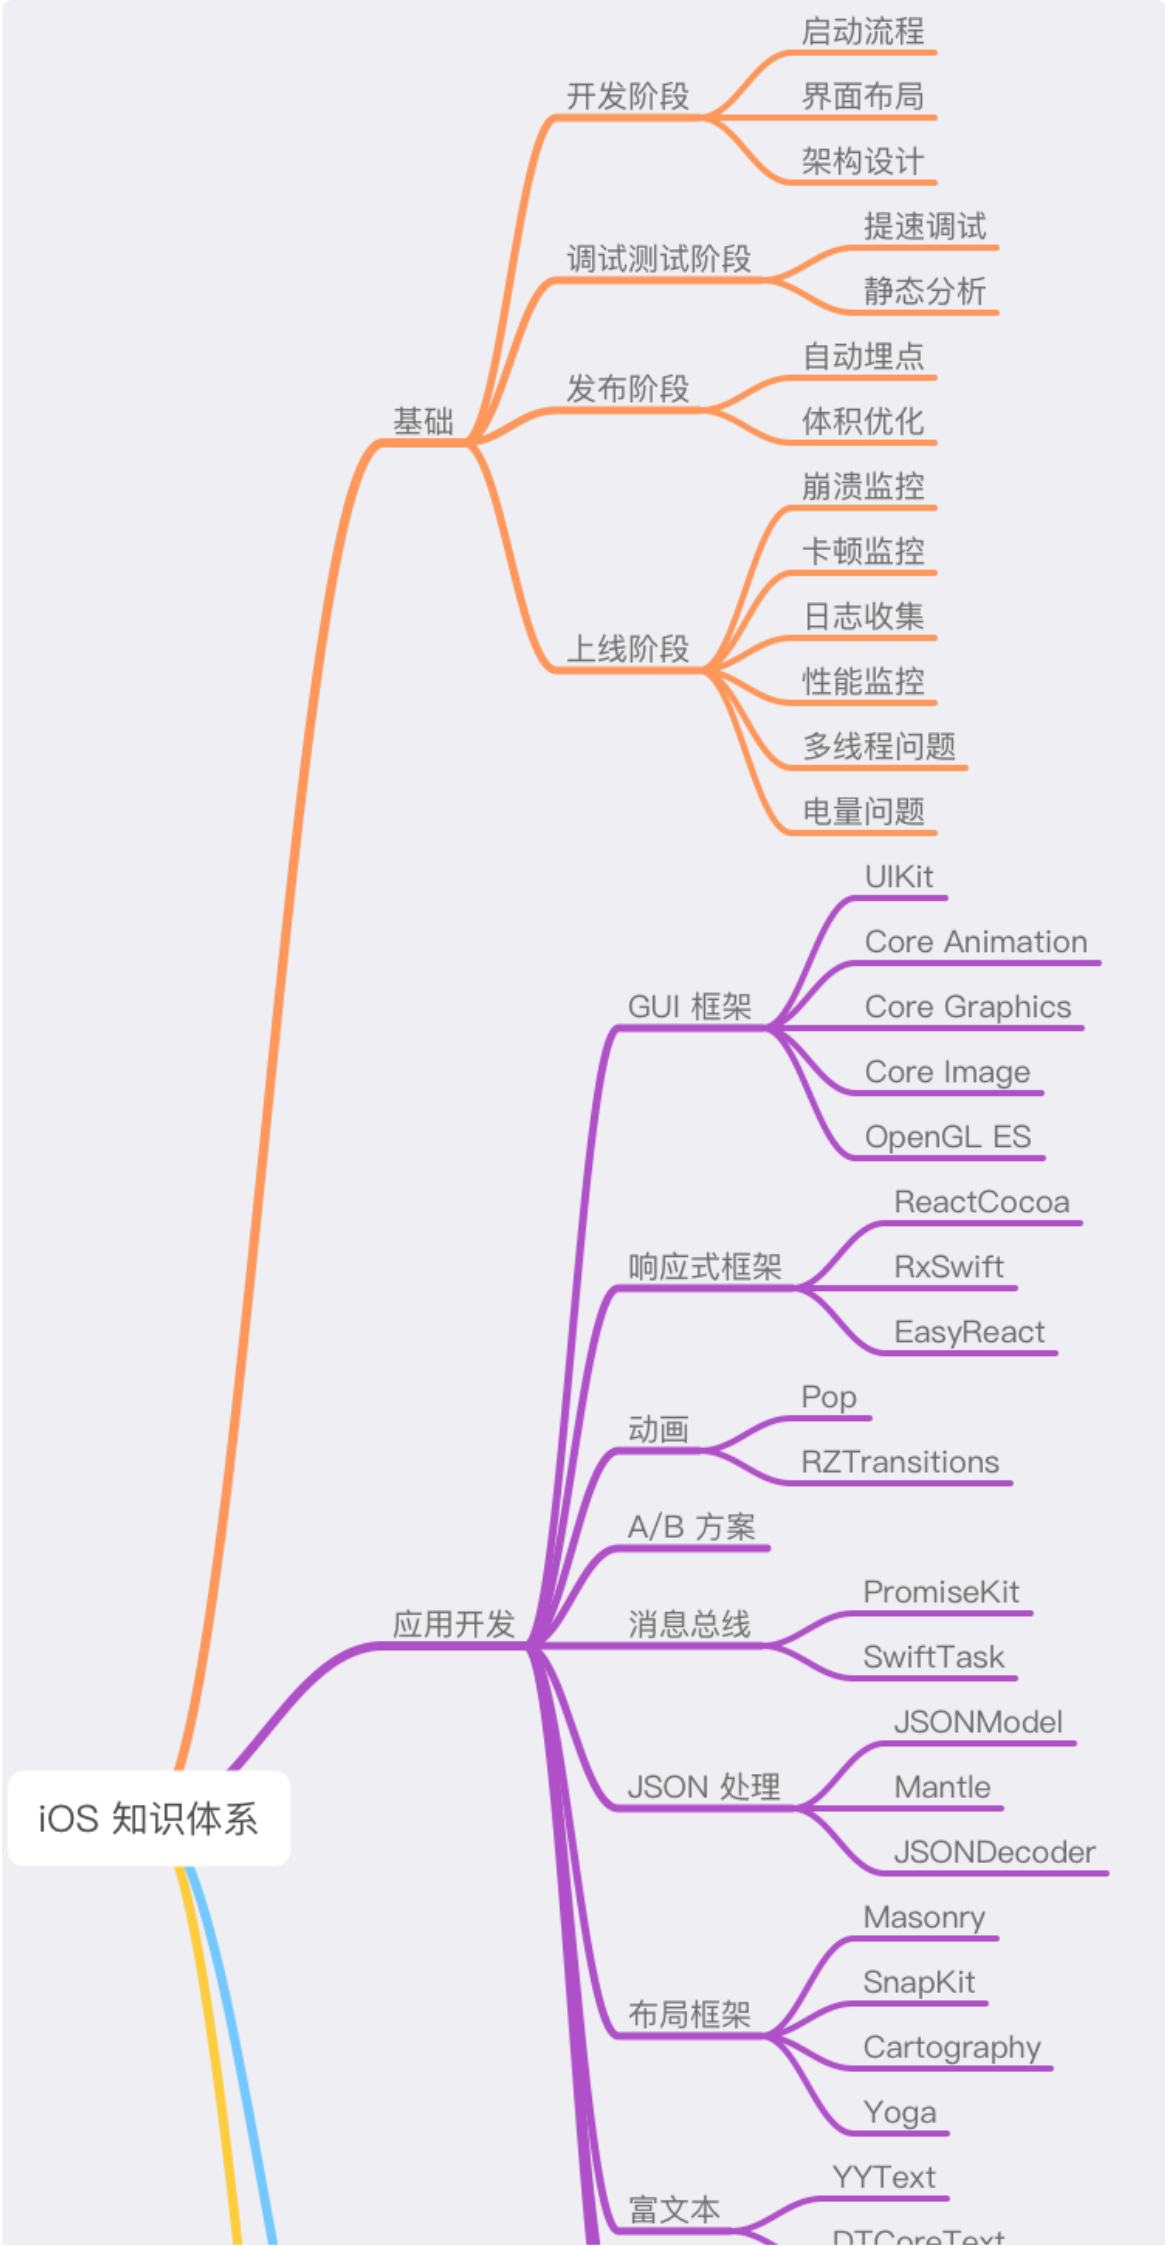 启动流程
开发阶段
界面布局
架构设计
提速调试
调试测试阶段
静态分析
自动埋点
发布阶段
体积优化
基础
崩溃监控
卡顿监控
日志收集
上线阶段
性能监控
多线程问题
电量问题
UIKit
Core Animation
GUI 框架
Core Graphics
Core Image
OpenGL ES
ReactCocoa
响应式框架
RxSwift
EasyReact
Pop
动画
RZTransitions
A/B 方案
PromiseKit
应用开发
消息总线
SwiftTask
JSONModel
JSON 处理
Mantle
iOS 知识体系
JSONDecoder
Masonry
SnapKit
布局框架
Cartography
Yoga
YYText
富文本
DTCoreText